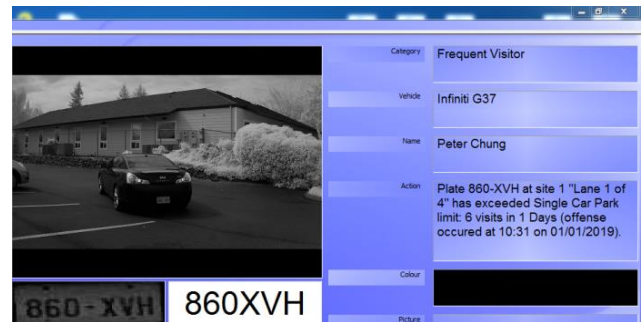 Category
Frequent Visitor
Vehicle
Infiniti G37
Name
Peter Chung
Action
Plate 860-XVH at site 1 "Lane 1 of
4" has exceeded Single Car Park
limit: 6 visits in 1 Days (offense
occured at 10:31 on 01/01/2019).
Colour
860-XVH
860XVH
Picture